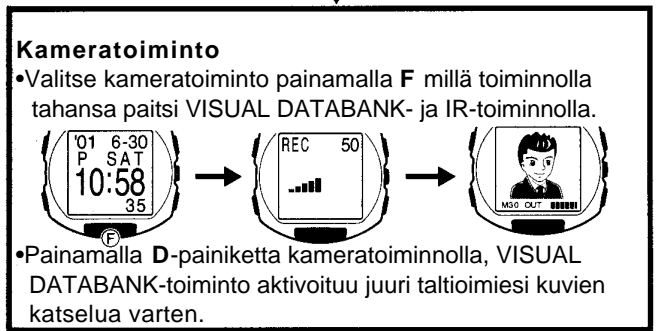 Kameratoiminto
•Valitse kameratoiminto painamalla F millä toiminnolla
tahansa paitsi VISUAL DATABANK- ja IR-toiminnolla.
'01 6-30
P SAT
10:58
35
F
REC 50
M30 OUT
•Painamalla D-painiketta kameratoiminnolla, VISUAL
DATABANK-toiminto aktivoituu juuri taltioimiesi kuvien
katselua varten.